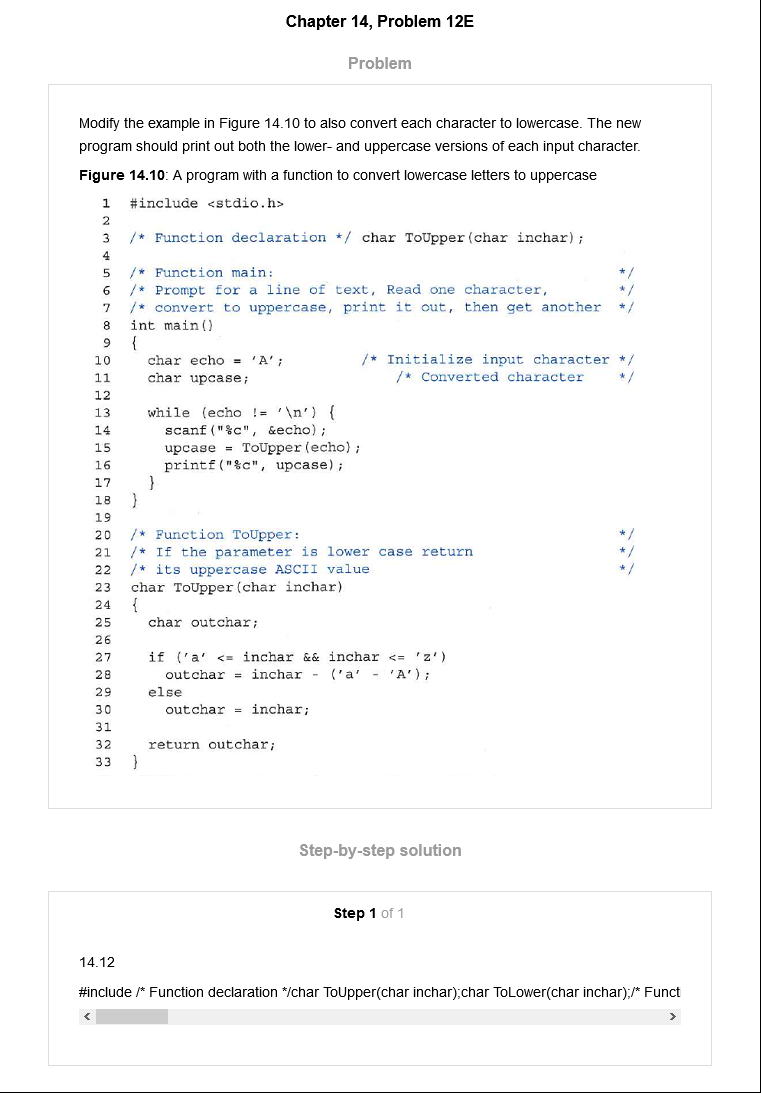 Chapter 14, Problem 12E
Problem
Modify the example in Figure 14.10 to also convert each character to lowercase. The new
program should print out both the lower- and uppercase versions of each input character.
Figure 14.10: A program with a function to convert lowercase letters to uppercase
1 #include <stdio.h>
2
3 /* Function declaration */ char ToUpper(char inchar);
4
5 /* Function main: */
6 /* Prompt for a line of text, Read one character, */
7 /* convert to uppercase, print it out, then get another */
8 int main()
9 {
10 char echo = 'A'; /* Initialize input character */
11 char upcase; /* Converted character */
12
13 while (echo != '\n') {
14 scanf("%c", &echo);
15 upcase = ToUpper(echo);
16 printf("%c", upcase);
17 }
18 }
19
20 /* Function ToUpper: */
21 /* If the parameter is lower case return */
22 /* its uppercase ASCII value */
23 char ToUpper(char inchar)
24 {
25 char outchar;
26
27 if ('a' <= inchar && inchar <= 'z')
28 outchar = inchar - ('a' - 'A');
29 else
30 outchar = inchar;
31
32 return outchar;
33 }
Step-by-step solution
Step 1 of 1
14.12
#include /* Function declaration */char ToUpper(char inchar);char ToLower(char inchar);/* Funct